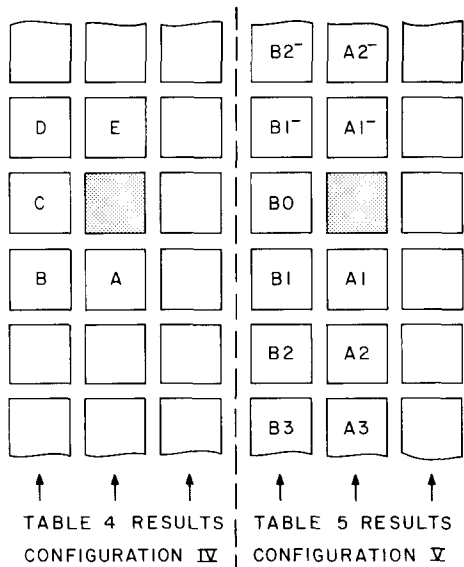 B2⁻ A2⁻
D E B1⁻ A1⁻
C B0
B A B1 A1
B2 A2
B3 A3
TABLE 4 RESULTS TABLE 5 RESULTS
CONFIGURATION IV CONFIGURATION V